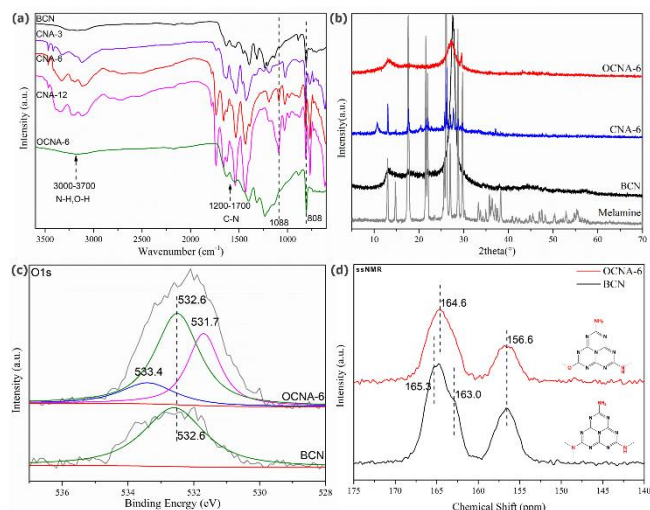 (a)
BCN
CNA-3
CNA-6
CNA-12
OCNA-6
3000-3700
N-H,O-H
1200-1700
C-N
1088
808
Intensity(a.u.)
3500 3000 2500 2000 1500 1000
Wavenumber (cm-1)
(b)
OCNA-6
CNA-6
BCN
Melamine
Intensity(a.u.)
10 20 30 40 50 60 70
2theta(°)
(c) O1s
532.6
531.7
533.4
OCNA-6
532.6
BCN
Intensity (a.u.)
536 534 532 530 528
Binding Energy (eV)
(d) ssNMR
OCNA-6
BCN
164.6
156.6
165.3
163.0
NH₂
NH₂
Intensity (a.u.)
175 170 165 160 155 150 145 140
Chemical Shift (ppm)